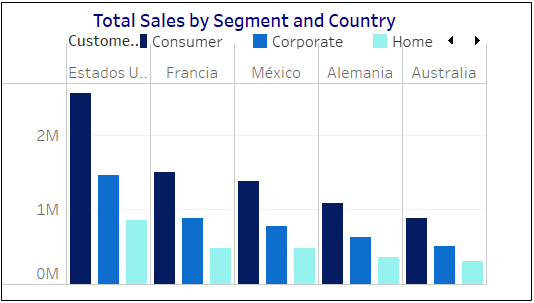 Total Sales by Segment and Country
Custome.. Consumer Corporate Home
Estados U.. Francia México Alemania Australia
2M
1M
0M